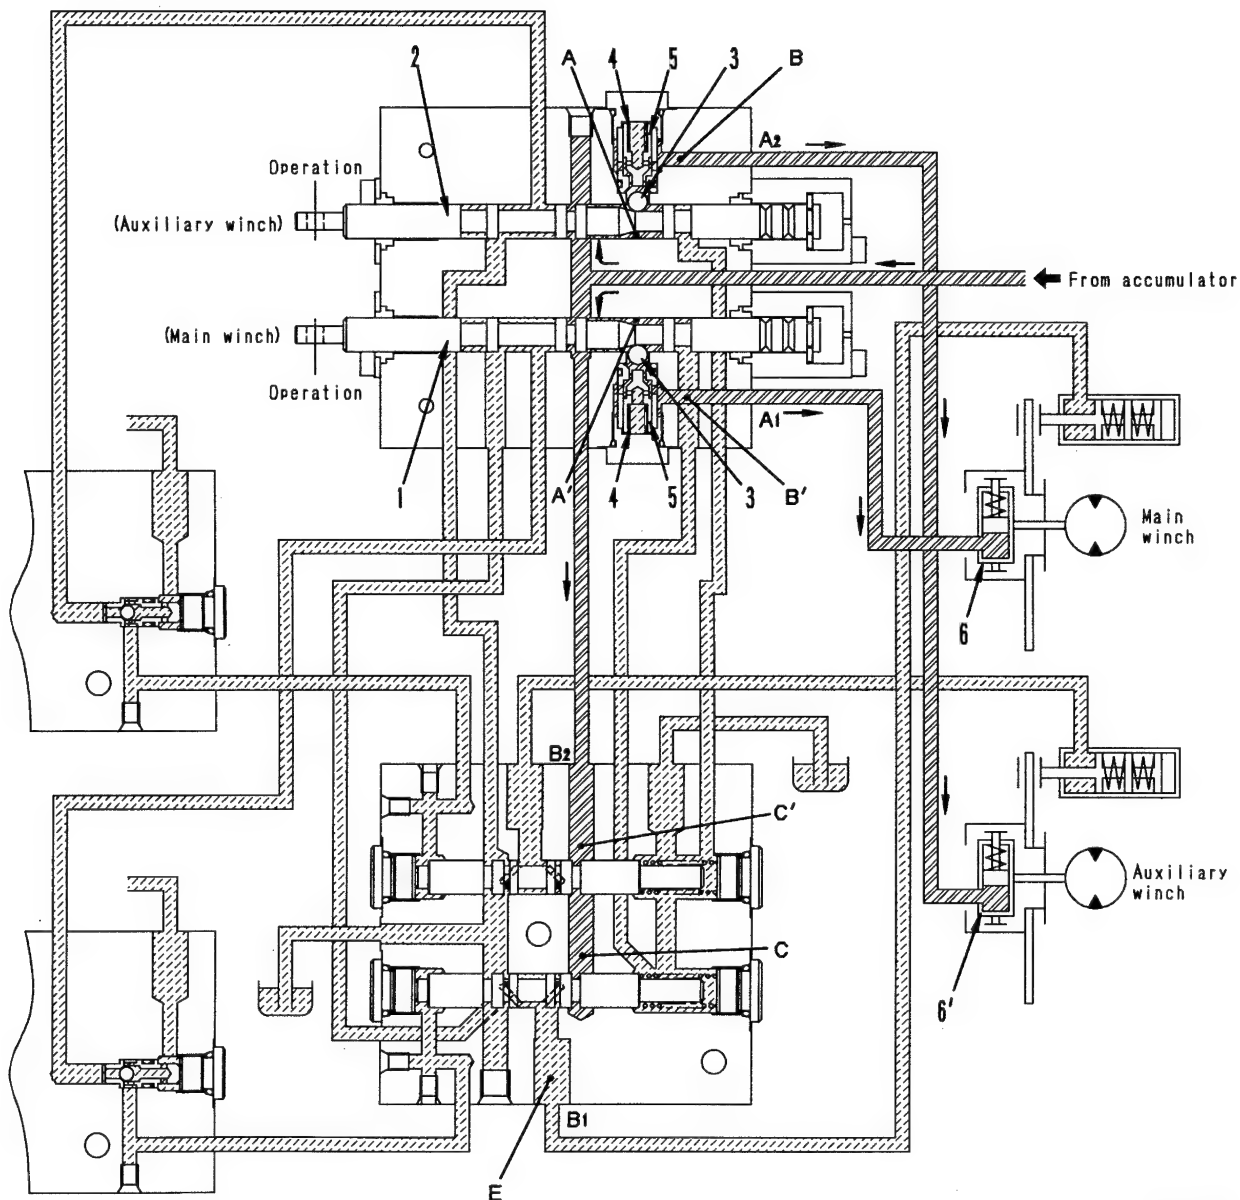 2
A
4
5
3
B
A2
Operation
(Auxiliary winch)
From accumulator
(Main winch)
Operation
A1
1
A'
4
5
3
B'
Main
winch
6
B2
C'
Auxiliary
winch
C
6'
B1
E